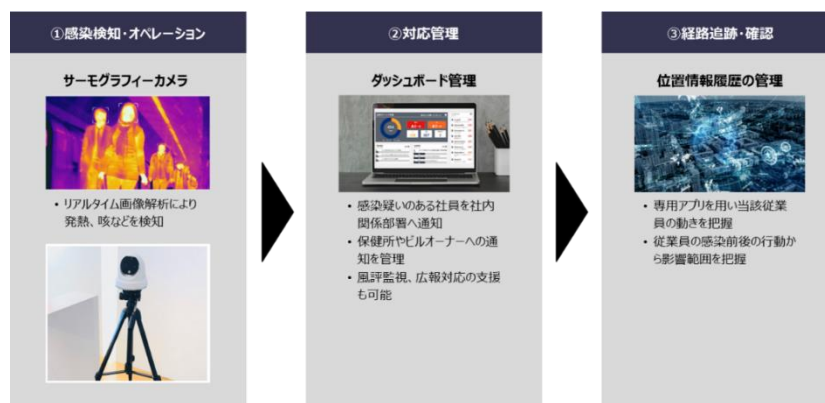 ①感染検知・オペレーション
サーモグラフィーカメラ
• リアルタイム画像解析により
発熱、咳などを検知
②対応管理
ダッシュボード管理
• 感染疑いのある社員を社内
関係部署へ通知
• 保健所やビルオーナーへの通
知を管理
• 風評監視、広報対応の支援
も可能
③経路追跡・確認
位置情報履歴の管理
• 専用アプリを用い当該従業
員の動きを把握
• 従業員の感染前後の行動か
ら影響範囲を把握